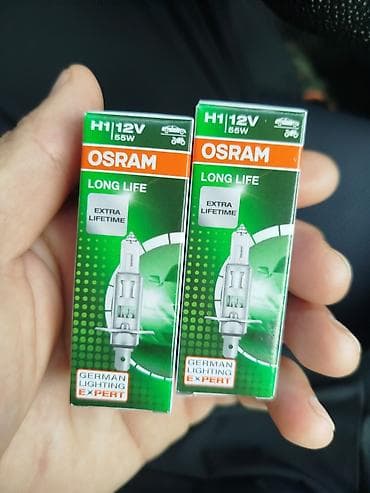 H1 12V
55W
OSRAM
LONG LIFE
EXTRA
LIFETIME
GERMAN
LIGHTING
EXPERT
H1 12V
55W
OSRAM
LONG LIFE
EXTRA
LIFETIME
GERMAN
LIGHTING
EXPERT